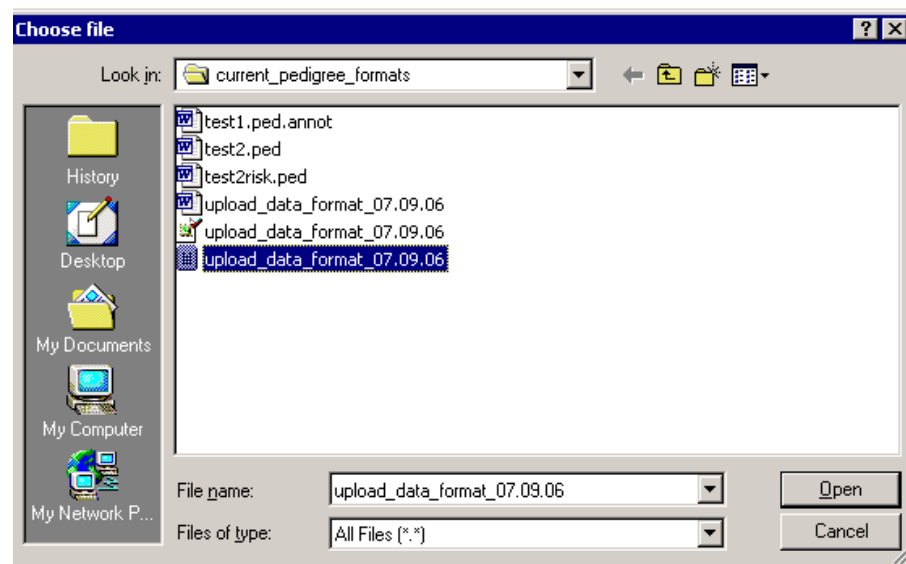 Choose file
Look in: current_pedigree_formats
History
Desktop
My Documents
My Computer
My Network P...
test1.ped.annot
test2.ped
test2risk.ped
upload_data_format_07.09.06
upload_data_format_07.09.06
upload_data_format_07.09.06
File name: upload_data_format_07.09.06 Open
Files of type: All Files (*.*) Cancel